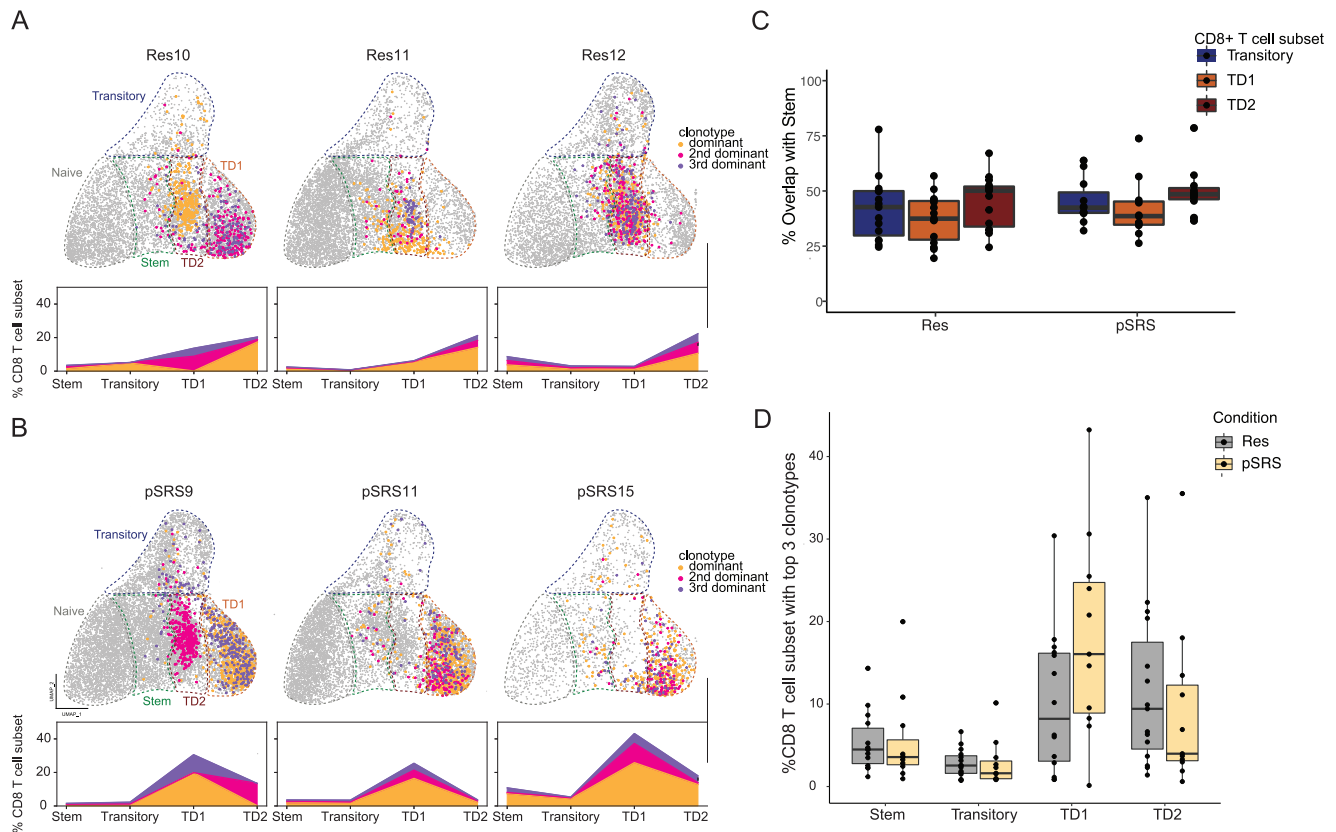 A
Res10
Res11
Res12
Transitory
Naive
TD1
Stem
TD2
clonotype
dominant
2nd dominant
3rd dominant
% CD8 T cell subset
40
20
0
Stem
Transitory
TD1
TD2
Stem
Transitory
TD1
TD2
Stem
Transitory
TD1
TD2
B
pSRS9
pSRS11
pSRS15
Transitory
Naive
TD1
Stem
TD2
UMAP_2
UMAP_1
clonotype
dominant
2nd dominant
3rd dominant
% CD8 T cell subset
40
20
0
Stem
Transitory
TD1
TD2
Stem
Transitory
TD1
TD2
Stem
Transitory
TD1
TD2
C
CD8+ T cell subset
Transitory
TD1
TD2
% Overlap with Stem
100
75
50
25
0
Res
pSRS
D
Condition
Res
pSRS
%CD8 T cell subset with top 3 clonotypes
40
30
20
10
0
Stem
Transitory
TD1
TD2